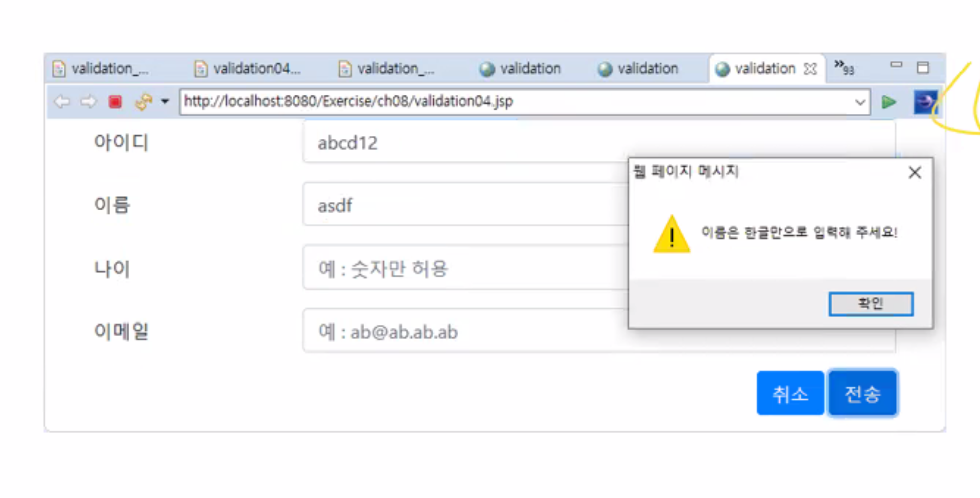 validation_... validation04... validation_... validation validation validation »93
http://localhost:8080/Exercise/ch08/validation04.jsp
아이디 abcd12
웹 페이지 메시지
이름 asdf
이름은 한글만으로 입력해 주세요!
나이 예 : 숫자만 허용
확인
이메일 예 : ab@ab.ab.ab
취소 전송